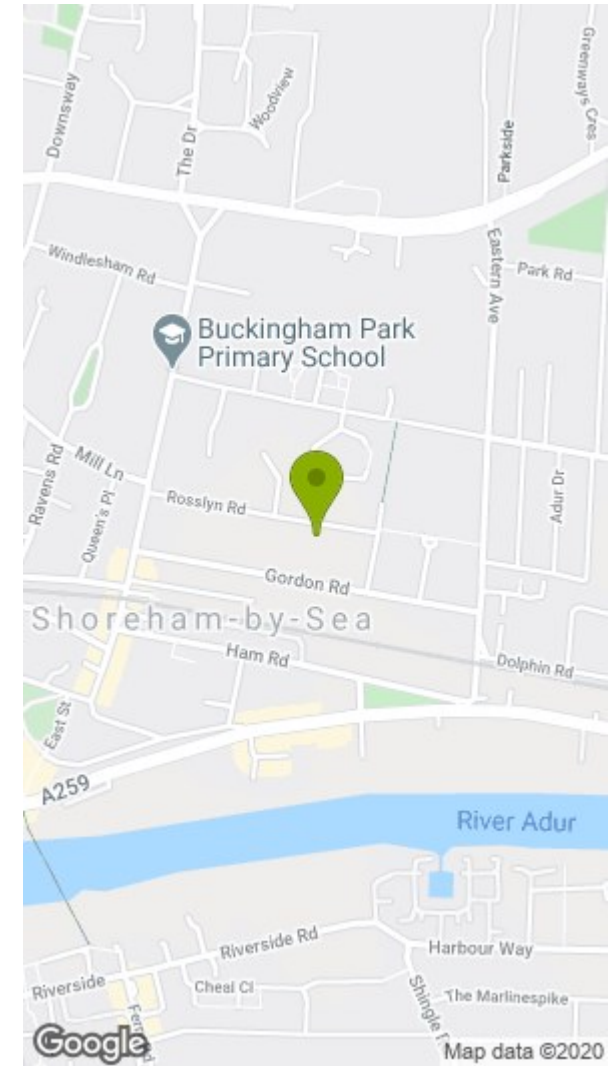 Greenways Cres
Downsway
Woodview
The Dr
Parkside
Eastern Ave
Windlesham Rd
Park Rd
Buckingham Park
Primary School
Mill Ln
Ravens Rd
Queen's Pl
Rosslyn Rd
Adur Dr
Gordon Rd
Shoreham-by-Sea
Ham Rd
Dolphin Rd
East St
A259
River Adur
Riverside Rd
Harbour Way
Riverside
Cheal Cl
Shingle
The Marlinespike
Google
Map data ©2020